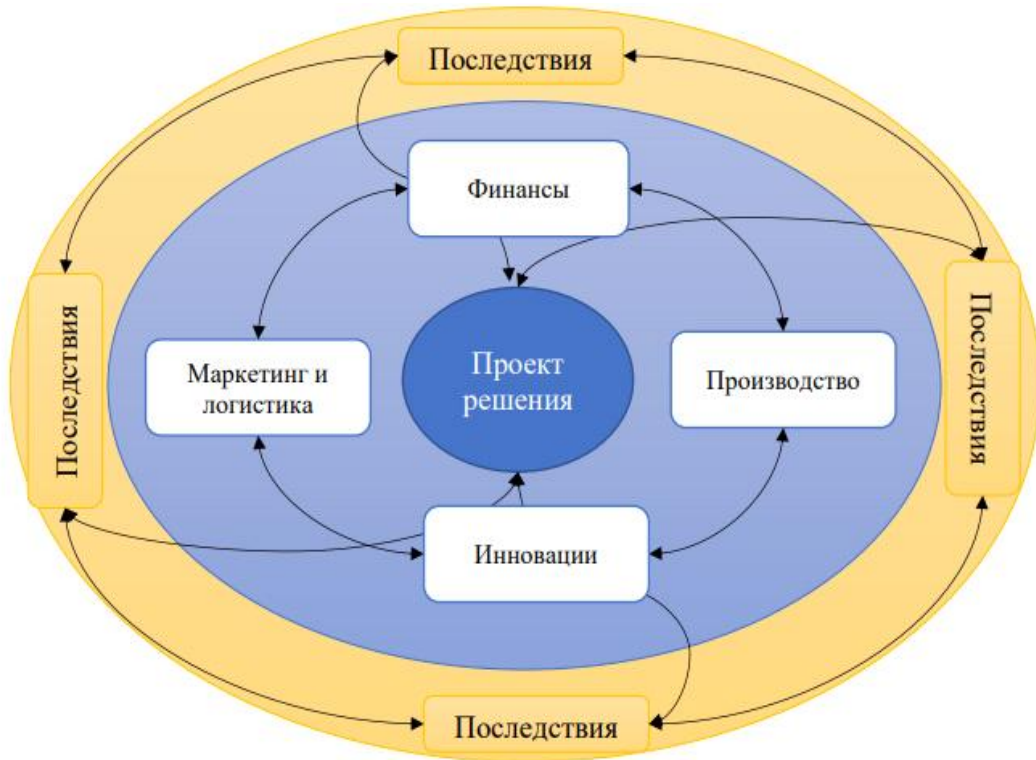 Последствия
Финансы
Последствия
Маркетинг и
логистика
Проект
решения
Производство
Последствия
Инновации
Последствия